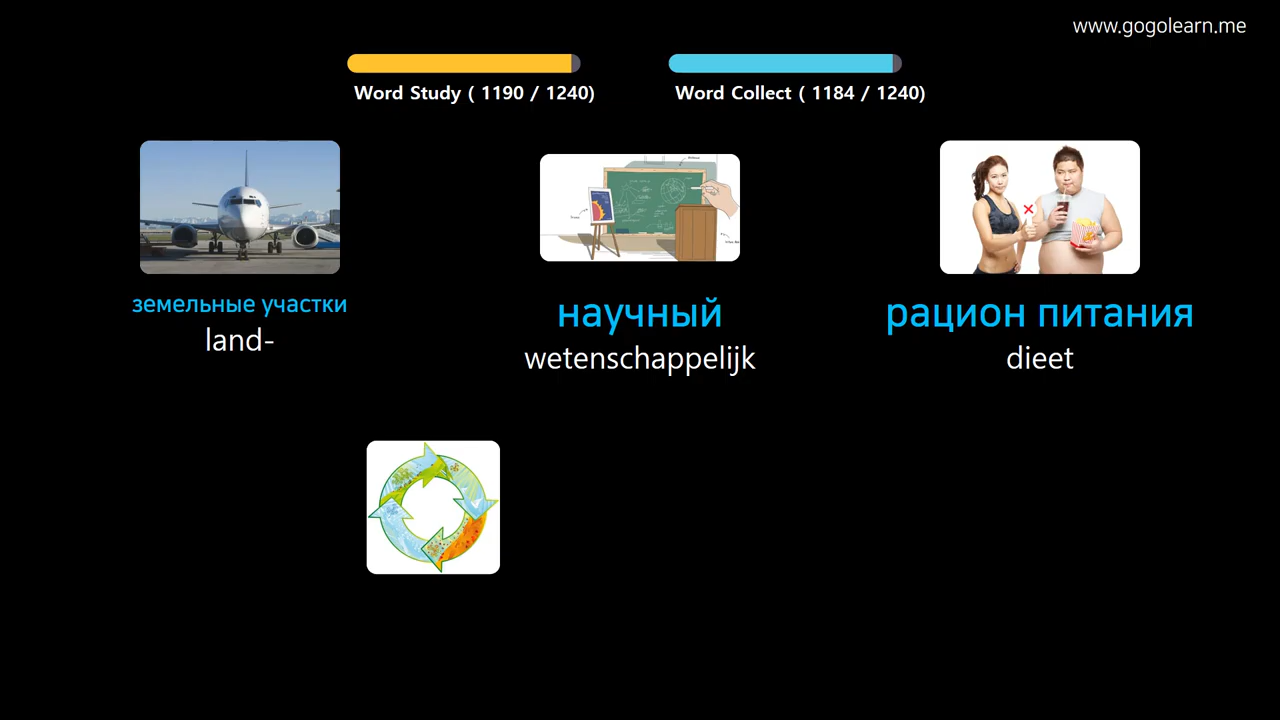 www.gogolearn.me
Word Study ( 1190 / 1240)
Word Collect ( 1184 / 1240)
земельные участки
land-
научный
wetenschappelijk
рацион питания
dieet